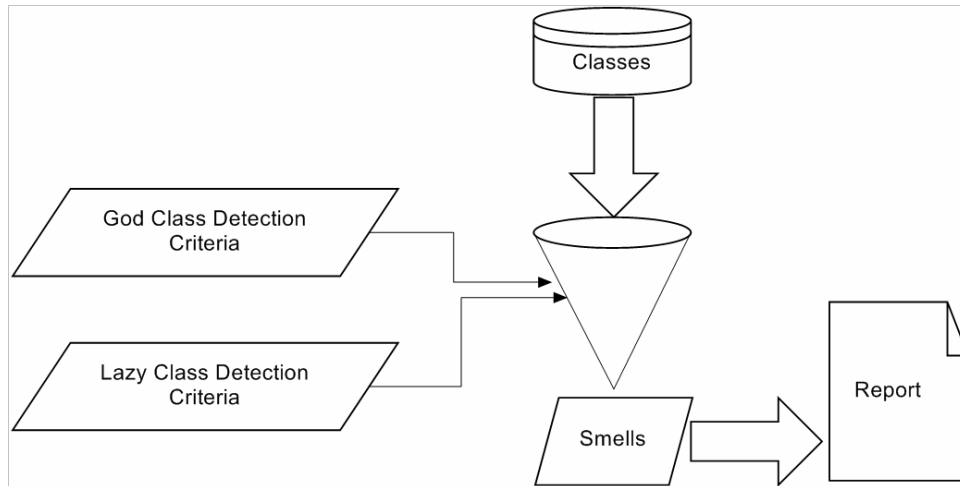 Classes
God Class Detection
Criteria
Lazy Class Detection
Criteria
Smells
Report